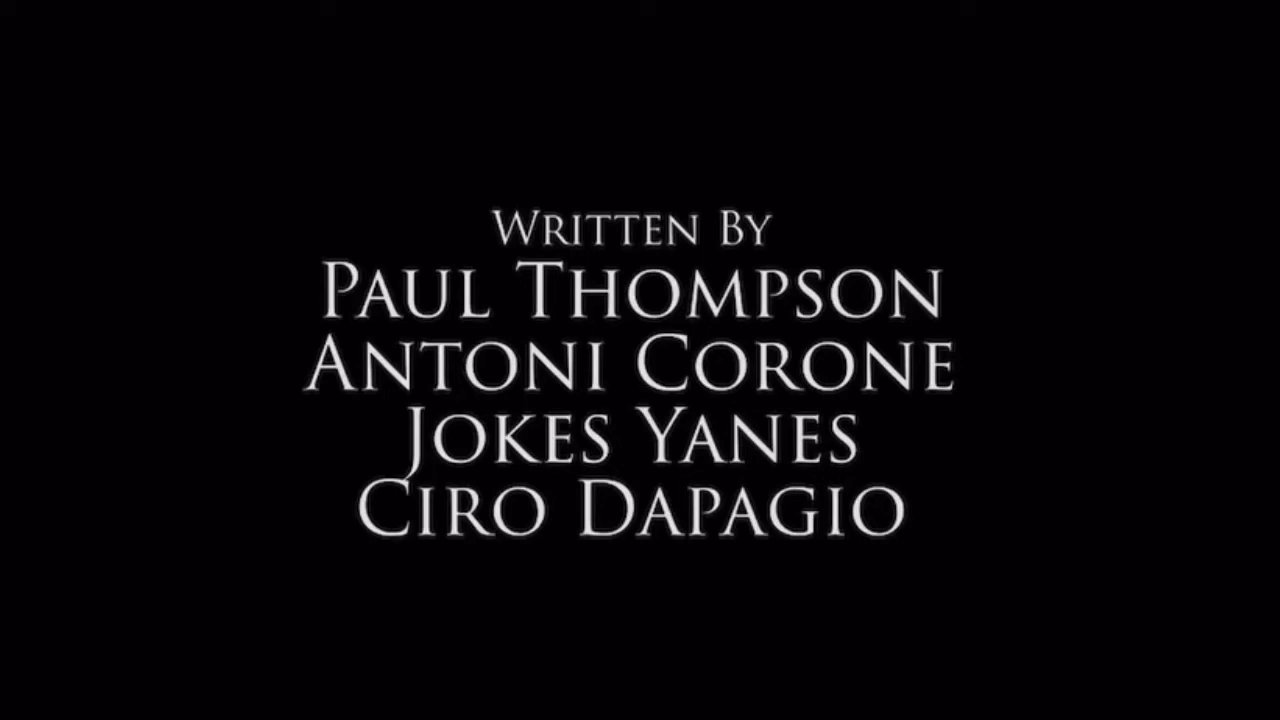 Written By
Paul Thompson
Antoni Corone
Jokes Yanes
Ciro Dapagio